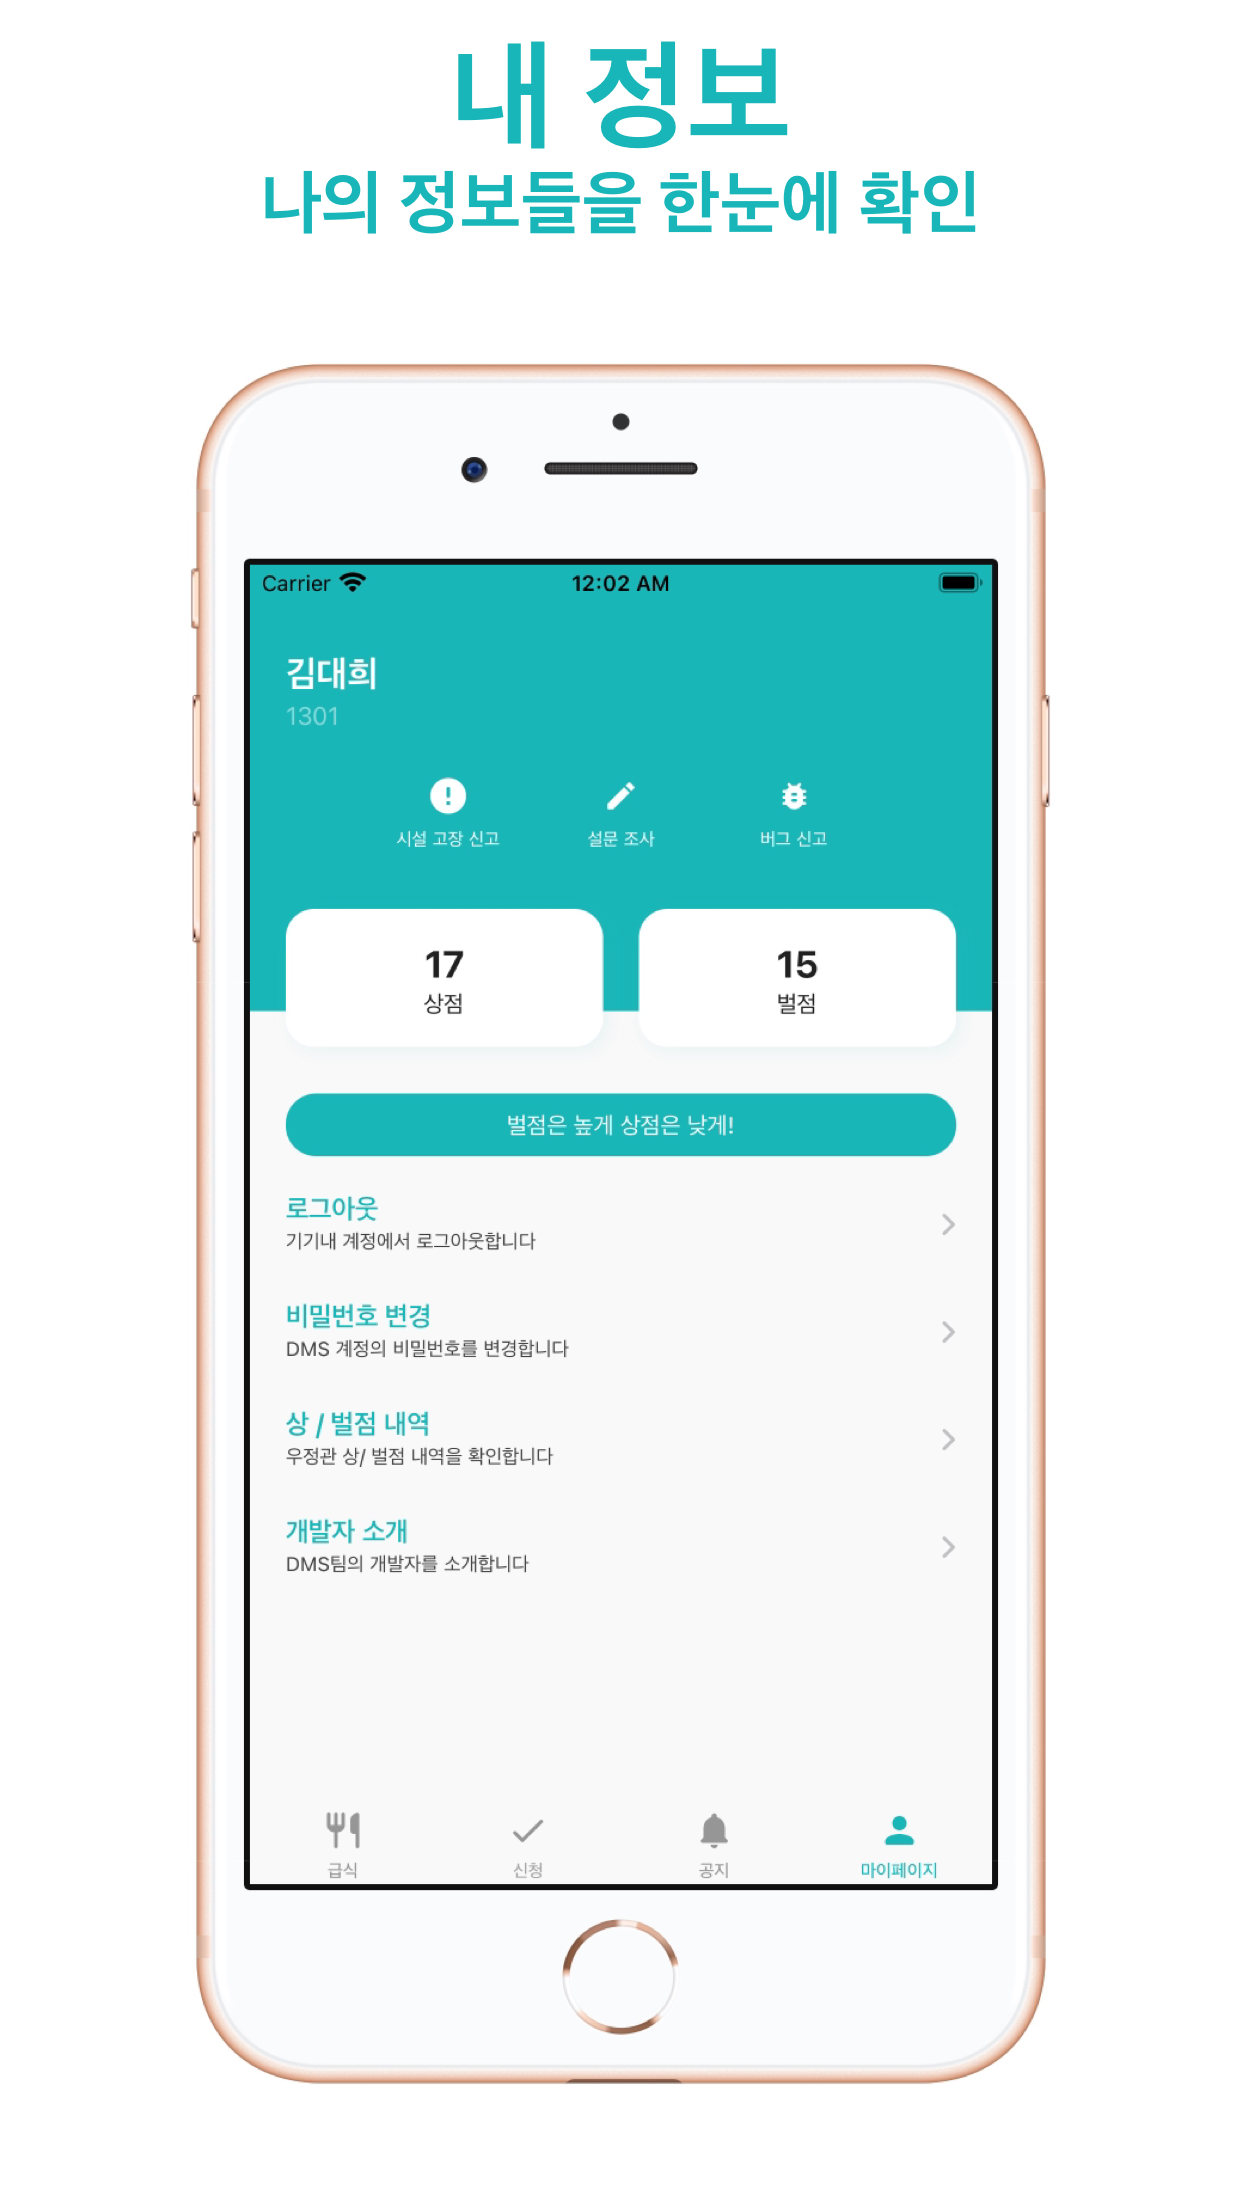 내 정보
나의 정보들을 한눈에 확인
Carrier 12:02 AM
김대희
1301
시설 고장 신고 설문 조사 버그 신고
17 15
상점 벌점
벌점은 높게 상점은 낮게!
로그아웃
기기내 계정에서 로그아웃합니다
비밀번호 변경
DMS 계정의 비밀번호를 변경합니다
상 / 벌점 내역
우정관 상/ 벌점 내역을 확인합니다
개발자 소개
DMS팀의 개발자를 소개합니다
급식 신청 공지 마이페이지